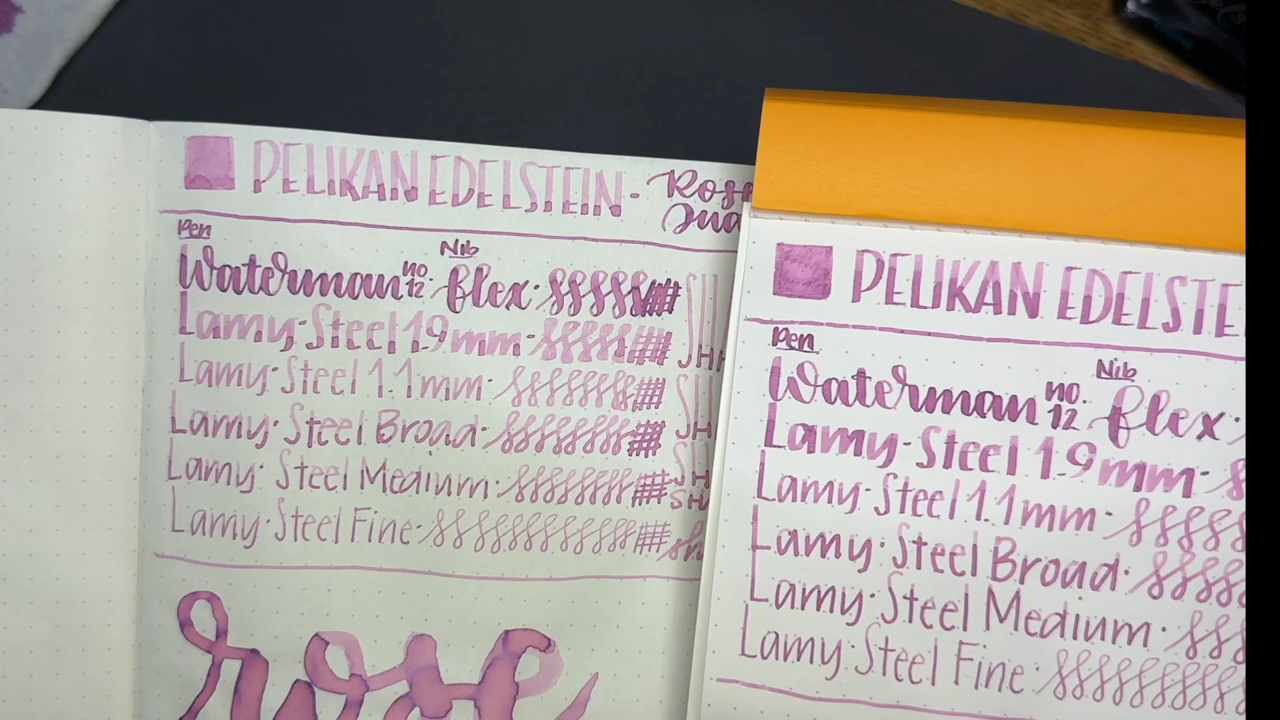 PELIKAN EDELSTEIN-
Pen
Nib
Waterman no 12 flex.
Lamy. Steel 1.9mm.
Lamy. Steel 1.1mm.
Lamy. Steel Broad.
Lamy. Steel Medium.
Lamy. Steel Fine.
rose
PELIKAN
Pen
Nib
Waterman no. 12 flex.
Lamy. Steel 1.9mm.
Lamy. Steel 1.1mm.
Lamy. Steel Broad.
Lamy. Steel Medium.
Lamy. Steel Fine.